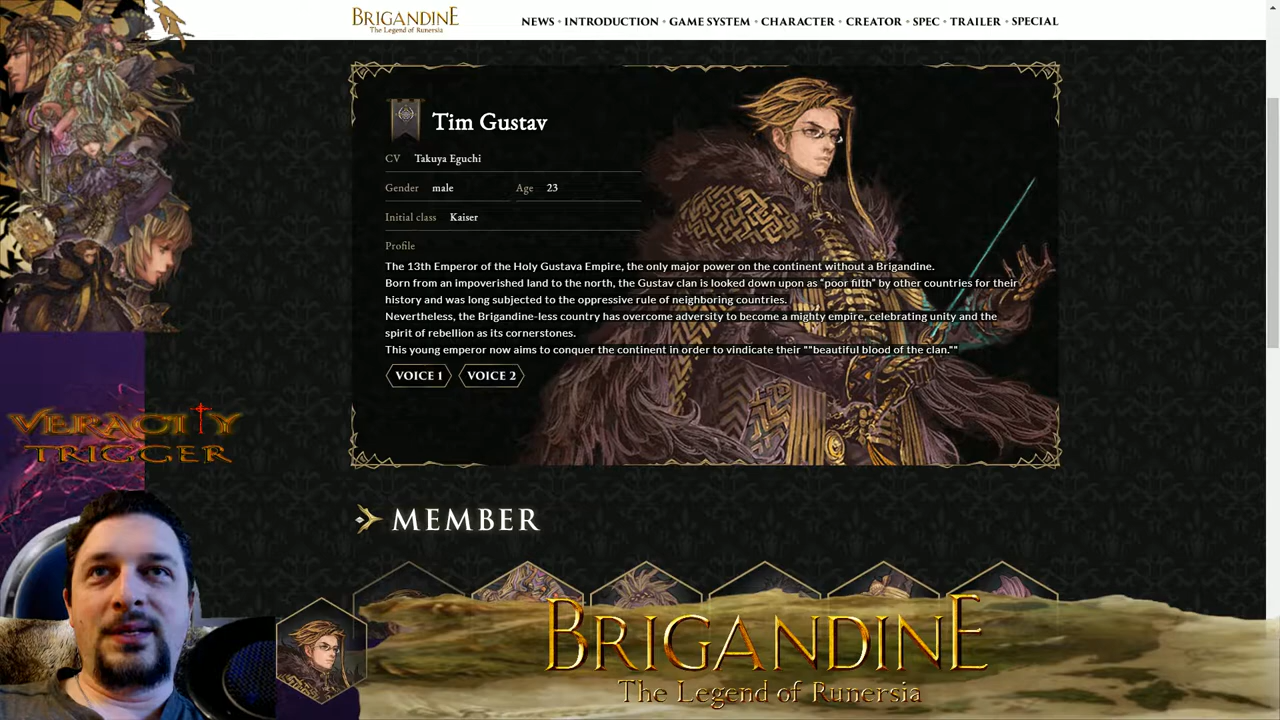 BRIGANDINE
The Legend of Runersia
NEWS • INTRODUCTION • GAME SYSTEM • CHARACTER • CREATOR • SPEC • TRAILER • SPECIAL
Tim Gustav
CV Takuya Eguchi
Gender male Age 23
Initial class Kaiser
Profile
The 13th Emperor of the Holy Gustava Empire, the only major power on the continent without a Brigandine.
Born from an impoverished land to the north, the Gustav clan is looked down upon as "poor filth" by other countries for their
history and was long subjected to the oppressive rule of neighboring countries.
Nevertheless, the Brigandine-less country has overcome adversity to become a mighty empire, celebrating unity and the
spirit of rebellion as its cornerstones.
This young emperor now aims to conquer the continent in order to vindicate their ""beautiful blood of the clan.""
VOICE 1 VOICE 2
VERACITY
TRIGGER
MEMBER
BRIGANDINE
The Legend of Runersia